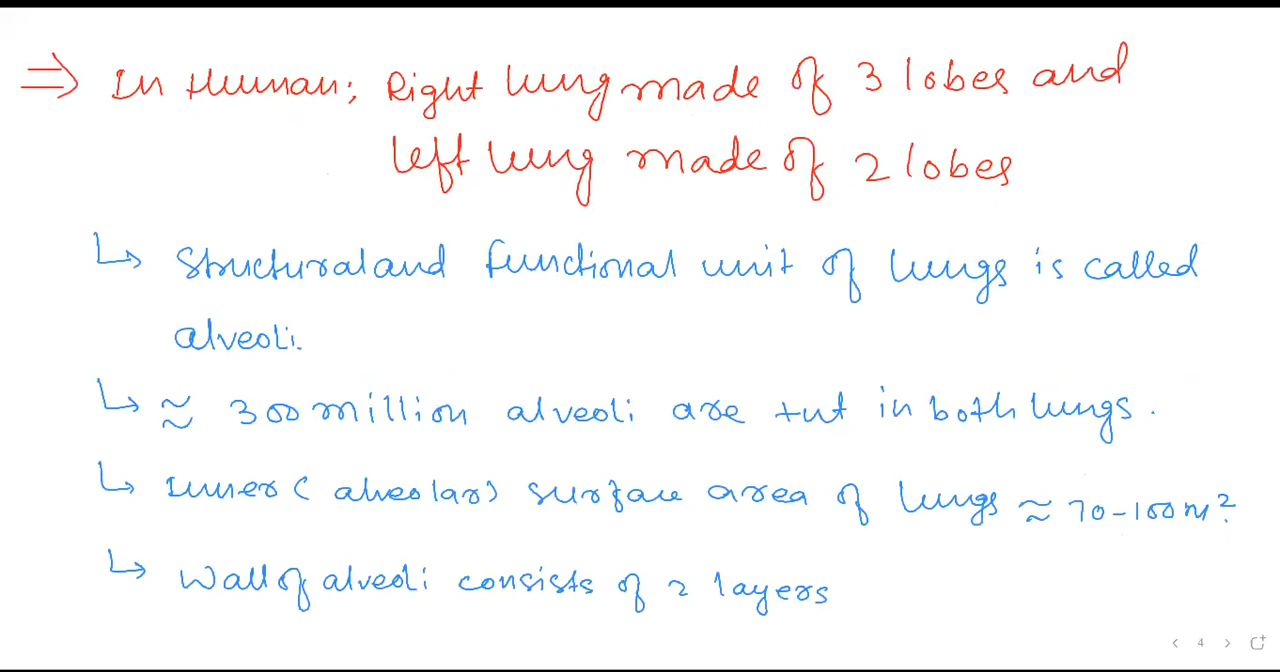 ⇒ In Human; Right lung made of 3 lobes and
left lung made of 2 lobes
↳ Structural and functional unit of lungs is called
alveoli.
↳ ≈ 300 million alveoli are +nt in both lungs.
↳ Inner (alveolar) surface area of lungs ≈ 70-100 m².
↳ Wall of alveoli consists of 2 layers
< 4 >